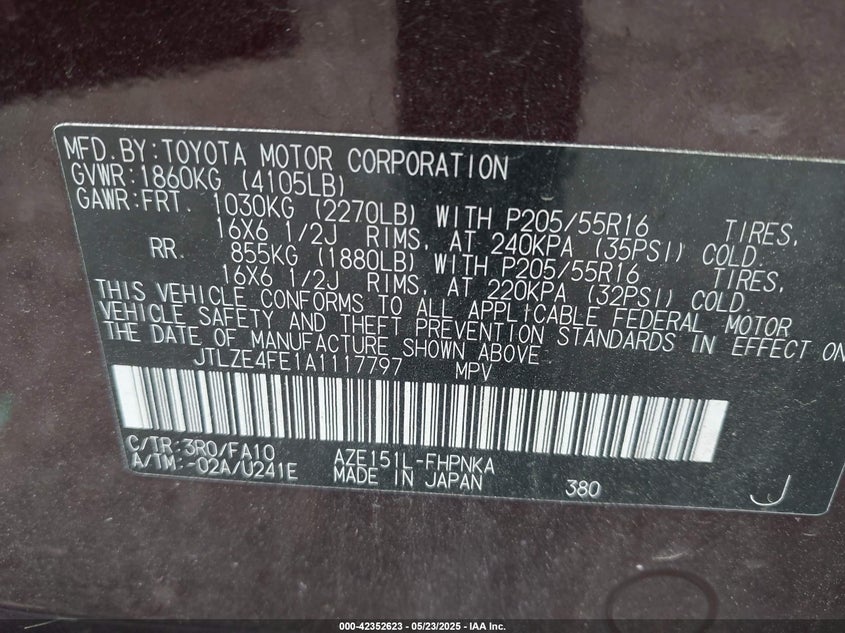 MFD.BY:TOYOTA MOTOR CORPORATION
GVWR:1860KG (4105LB)
GAWR:FRT. 1030KG (2270LB) WITH P205/55R16 TIRES,
16X6 1/2J RIMS, AT 240KPA (35PSI) COLD.
RR. 855KG (1880LB) WITH P205/55R16 TIRES,
16X6 1/2J RIMS, AT 220KPA (32PSI) COLD.
THIS VEHICLE CONFORMS TO ALL APPLICABLE FEDERAL MOTOR
VEHICLE SAFETY AND THEFT PREVENTION STANDARDS IN EFFECT ON
THE DATE OF MANUFACTURE SHOWN ABOVE.
JTLZE4FE1A1117797 MPV
C/TR:3R0/FA10 AZE151L-FHPNKA
A/TM:-02A/U241E MADE IN JAPAN 380 J
000-42352623 - 05/23/2025 - IAA Inc.